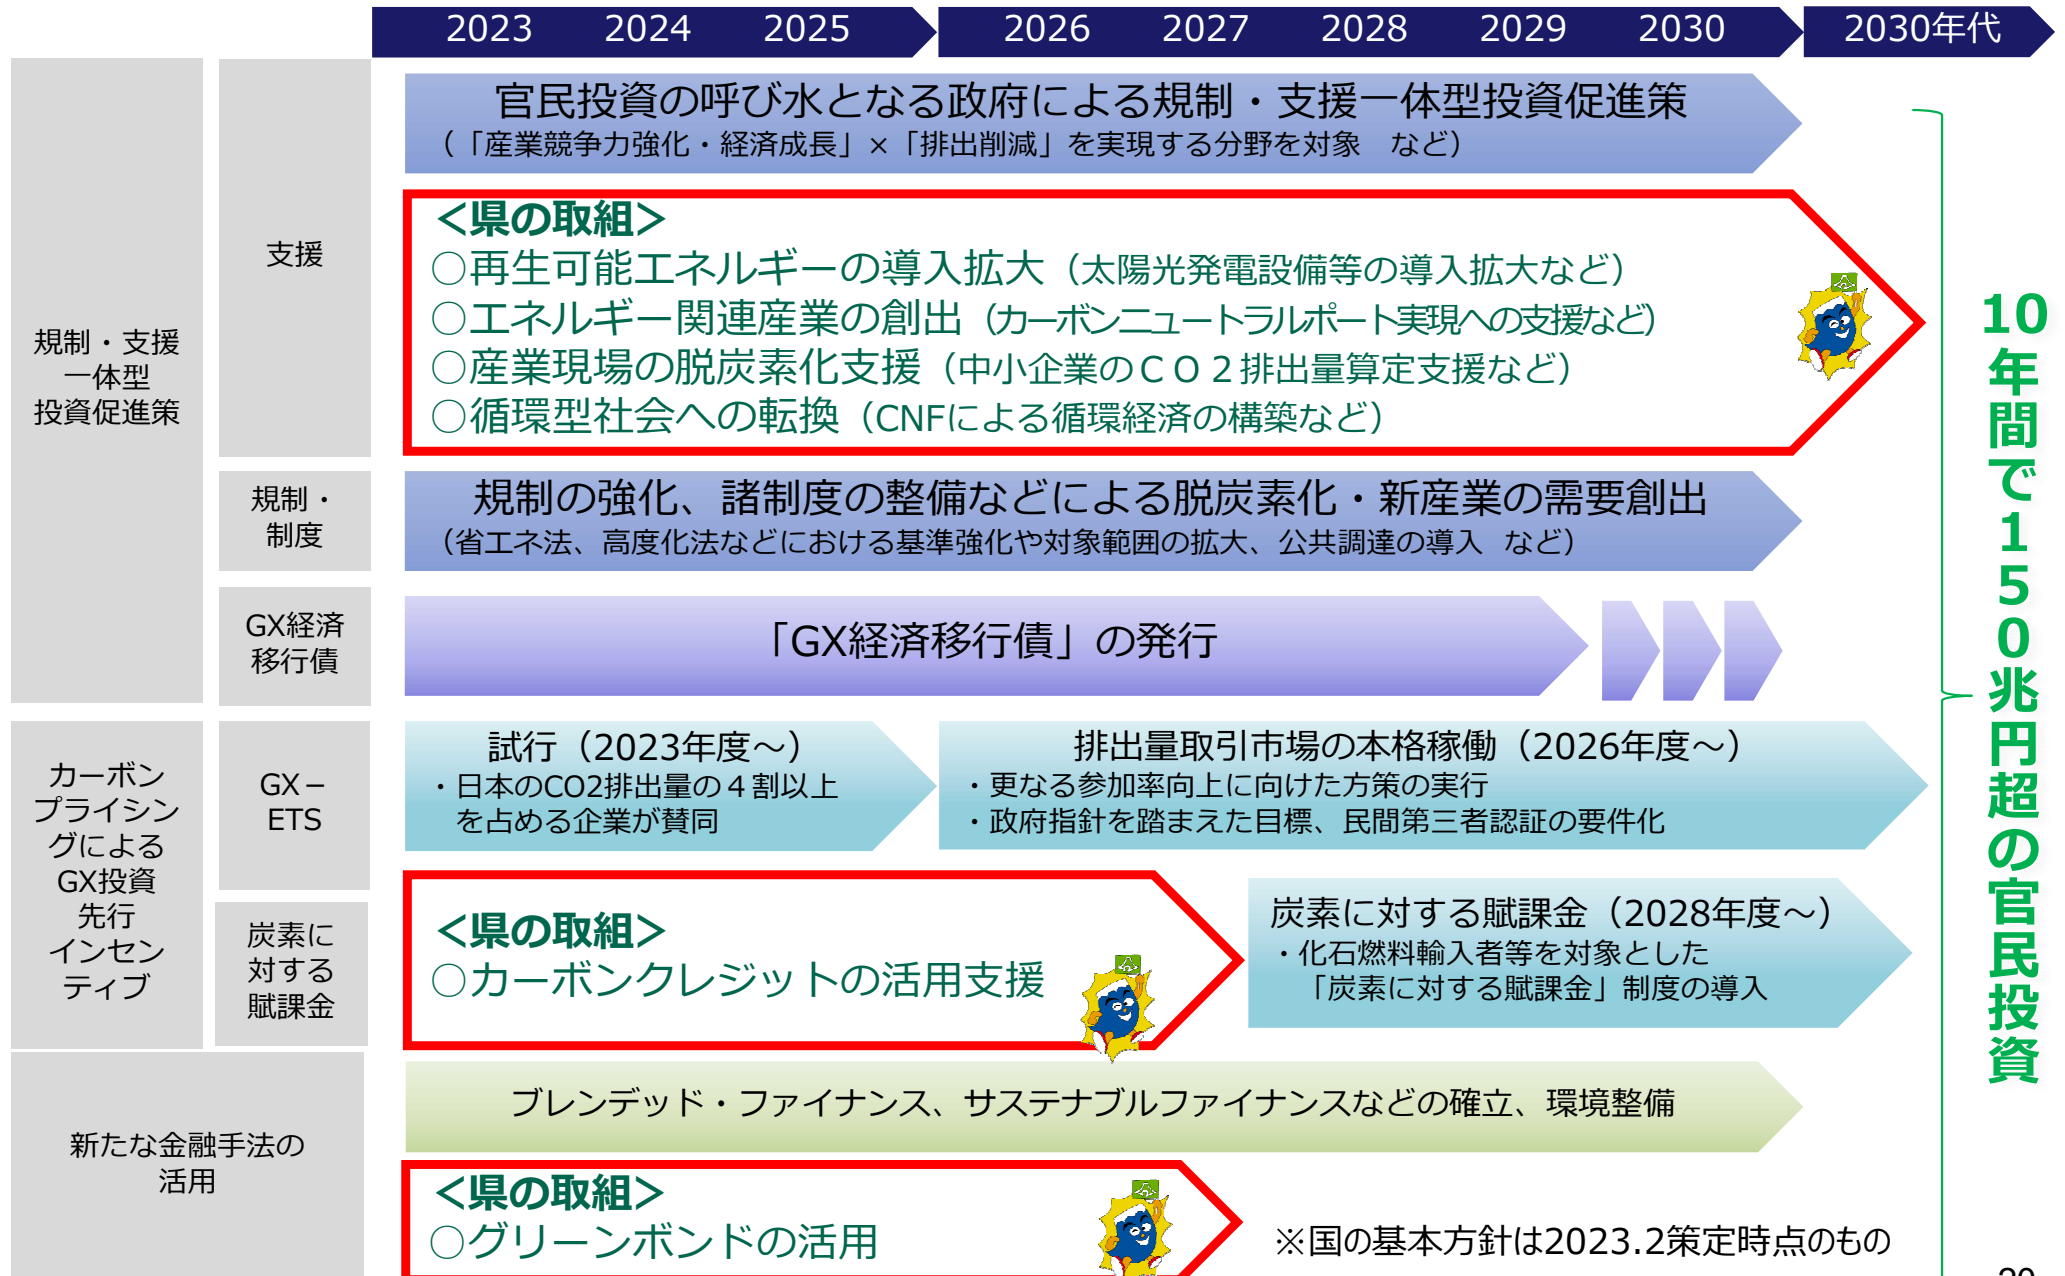 2023 2024 2025 2026 2027 2028 2029 2030 2030年代
規制・支援
一体型
投資促進策
支援
官民投資の呼び水となる政府による規制・支援一体型投資促進策
（「産業競争力強化・経済成長」×「排出削減」を実現する分野を対象　など）
＜県の取組＞
○再生可能エネルギーの導入拡大（太陽光発電設備等の導入拡大など）
○エネルギー関連産業の創出（カーボンニュートラルポート実現への支援など）
○産業現場の脱炭素化支援（中小企業のＣＯ２排出量算定支援など）
○循環型社会への転換（CNFによる循環経済の構築など）
規制・
制度
規制の強化、諸制度の整備などによる脱炭素化・新産業の需要創出
（省エネ法、高度化法などにおける基準強化や対象範囲の拡大、公共調達の導入 など）
GX経済
移行債
「GX経済移行債」の発行
カーボン
プライシン
グによる
GX投資
先行
インセン
ティブ
GX－
ETS
試行（2023年度～）
・日本のCO2排出量の４割以上
を占める企業が賛同
排出量取引市場の本格稼働（2026年度～）
・更なる参加率向上に向けた方策の実行
・政府指針を踏まえた目標、民間第三者認証の要件化
炭素に
対する
賦課金
＜県の取組＞
○カーボンクレジットの活用支援
炭素に対する賦課金（2028年度～）
・化石燃料輸入者等を対象とした
「炭素に対する賦課金」制度の導入
新たな金融手法の
活用
ブレンデッド・ファイナンス、サステナブルファイナンスなどの確立、環境整備
＜県の取組＞
○グリーンボンドの活用
※国の基本方針は2023.2策定時点のもの
10年間で150兆円超の官民投資